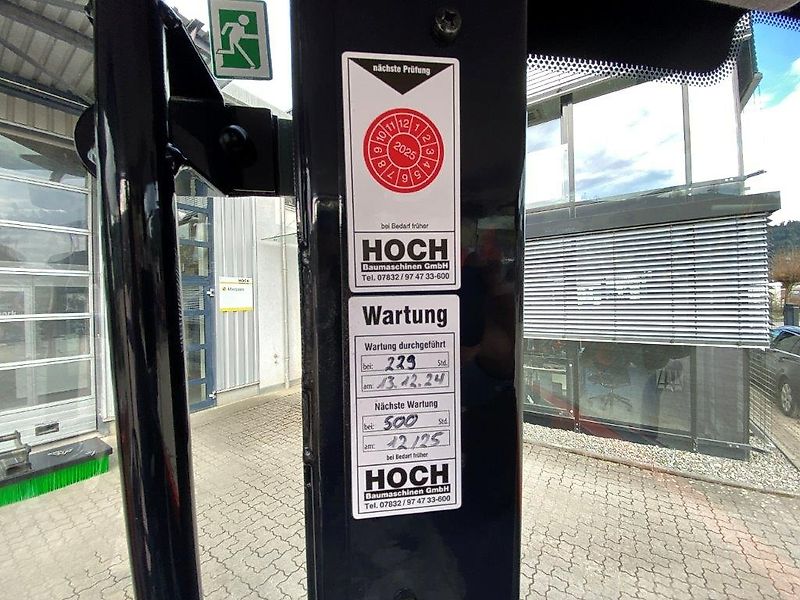 nächste Prüfung
12 1 2 3 4 5 6 7 8 9 10 11
2025
bei Bedarf früher
HOCH
Baumaschinen GmbH
Tel. 07832 / 97 47 33-600
Wartung
Wartung durchgeführt
bei: 229 Std.
am: 13.12.24
Nächste Wartung
bei: 500 Std.
am: 12/25
bei Bedarf früher
HOCH
Baumaschinen GmbH
Tel. 07832 / 97 47 33-600
HOCH